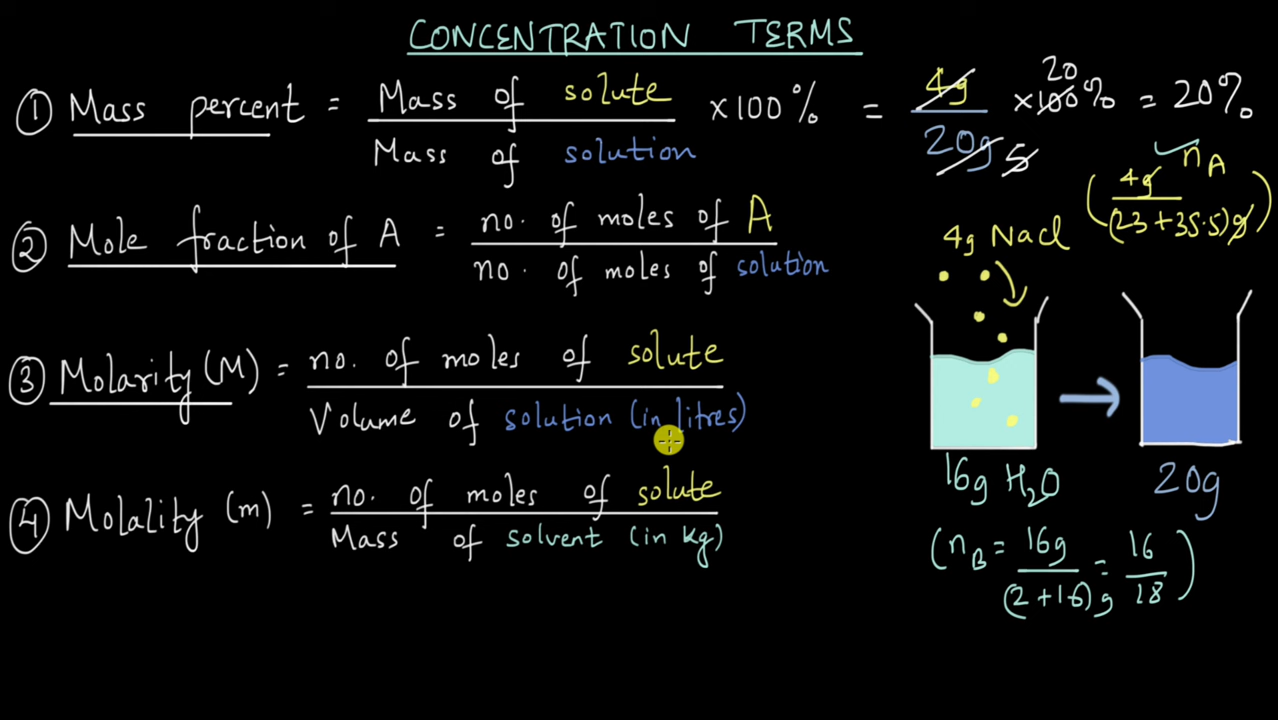 CONCENTRATION TERMS
① Mass percent = Mass of solute / Mass of solution ×100% = 4g / 20g 5 ×100% 20 = 20%
② Mole fraction of A = no. of moles of A / no. of moles of solution
n_A
(4g / (23+35.5)g)
4g NaCl
③ Molarity (M) = no. of moles of solute / Volume of solution (in litres)
④ Molality (m) = no. of moles of solute / Mass of solvent (in kg)
16g H₂O
20g
(n_B = 16g / (2+16)g = 16 / 18)